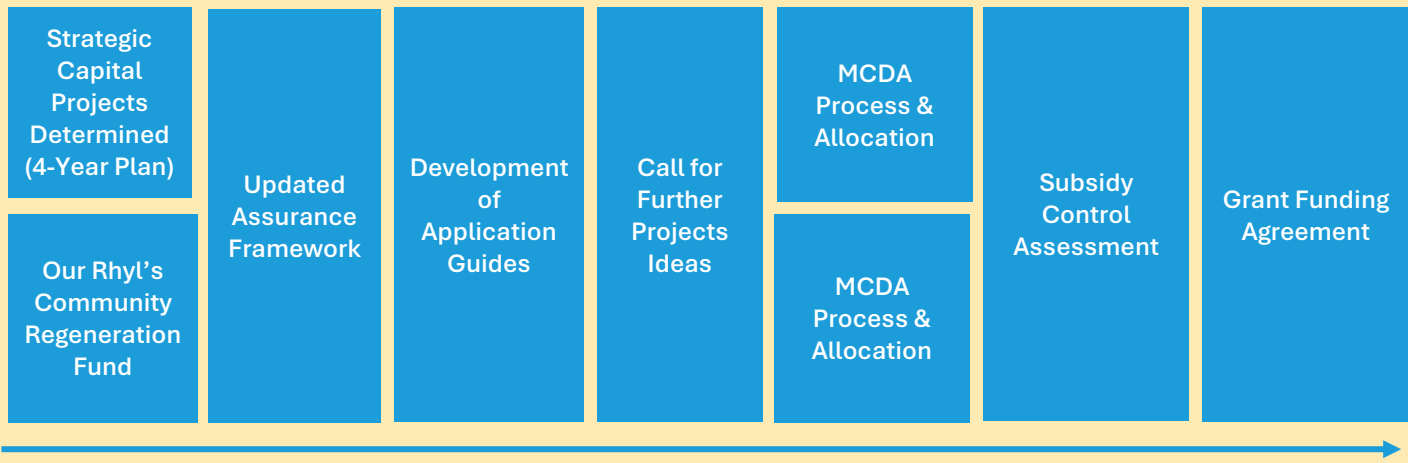 Strategic
Capital
Projects
Determined
(4-Year Plan)
Our Rhyl’s
Community
Regeneration
Fund
Updated
Assurance
Framework
Development
of
Application
Guides
Call for
Further
Projects
Ideas
MCDA
Process &
Allocation
MCDA
Process &
Allocation
Subsidy
Control
Assessment
Grant Funding
Agreement